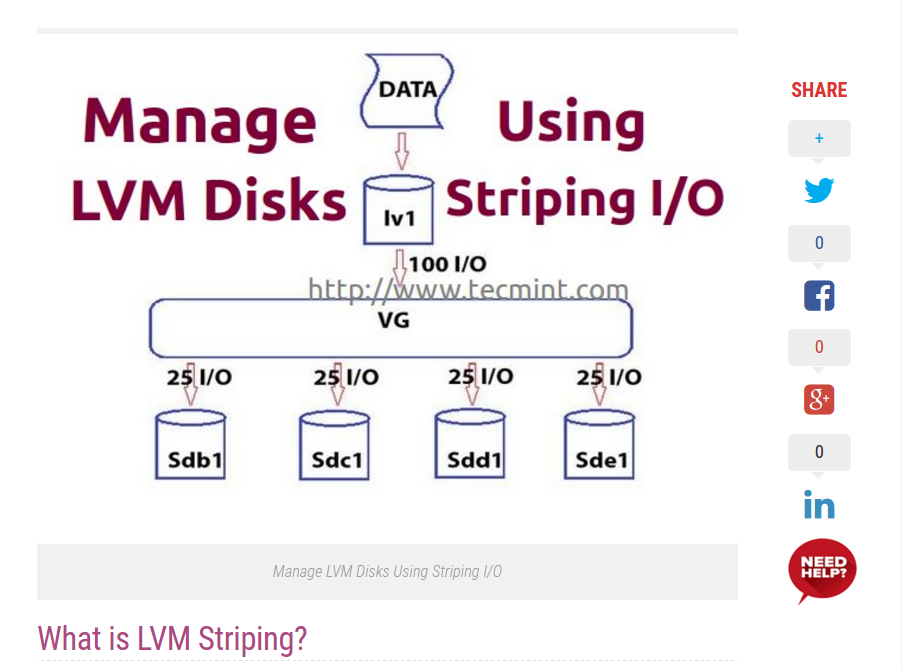 Manage
DATA
Using
LVM Disks
lv1
Striping I/O
100 I/O
http://www.tecmint.com
VG
25 I/O
25 I/O
25 I/O
25 I/O
Sdb1
Sdc1
Sdd1
Sde1
Manage LVM Disks Using Striping I/O
What is LVM Striping?
SHARE
+
0
0
g+
0
in
NEED
HELP?